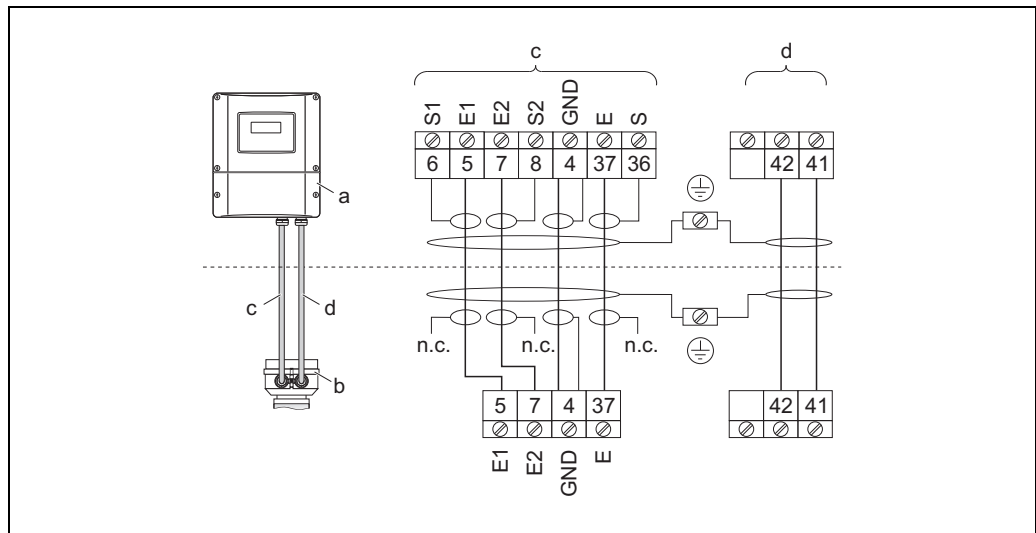 c
d
S1 E1 E2 S2 GND E S
6 5 7 8 4 37 36
42 41
a
c
d
n.c. n.c. n.c.
b
5 7 4 37
42 41
E1 E2 GND E